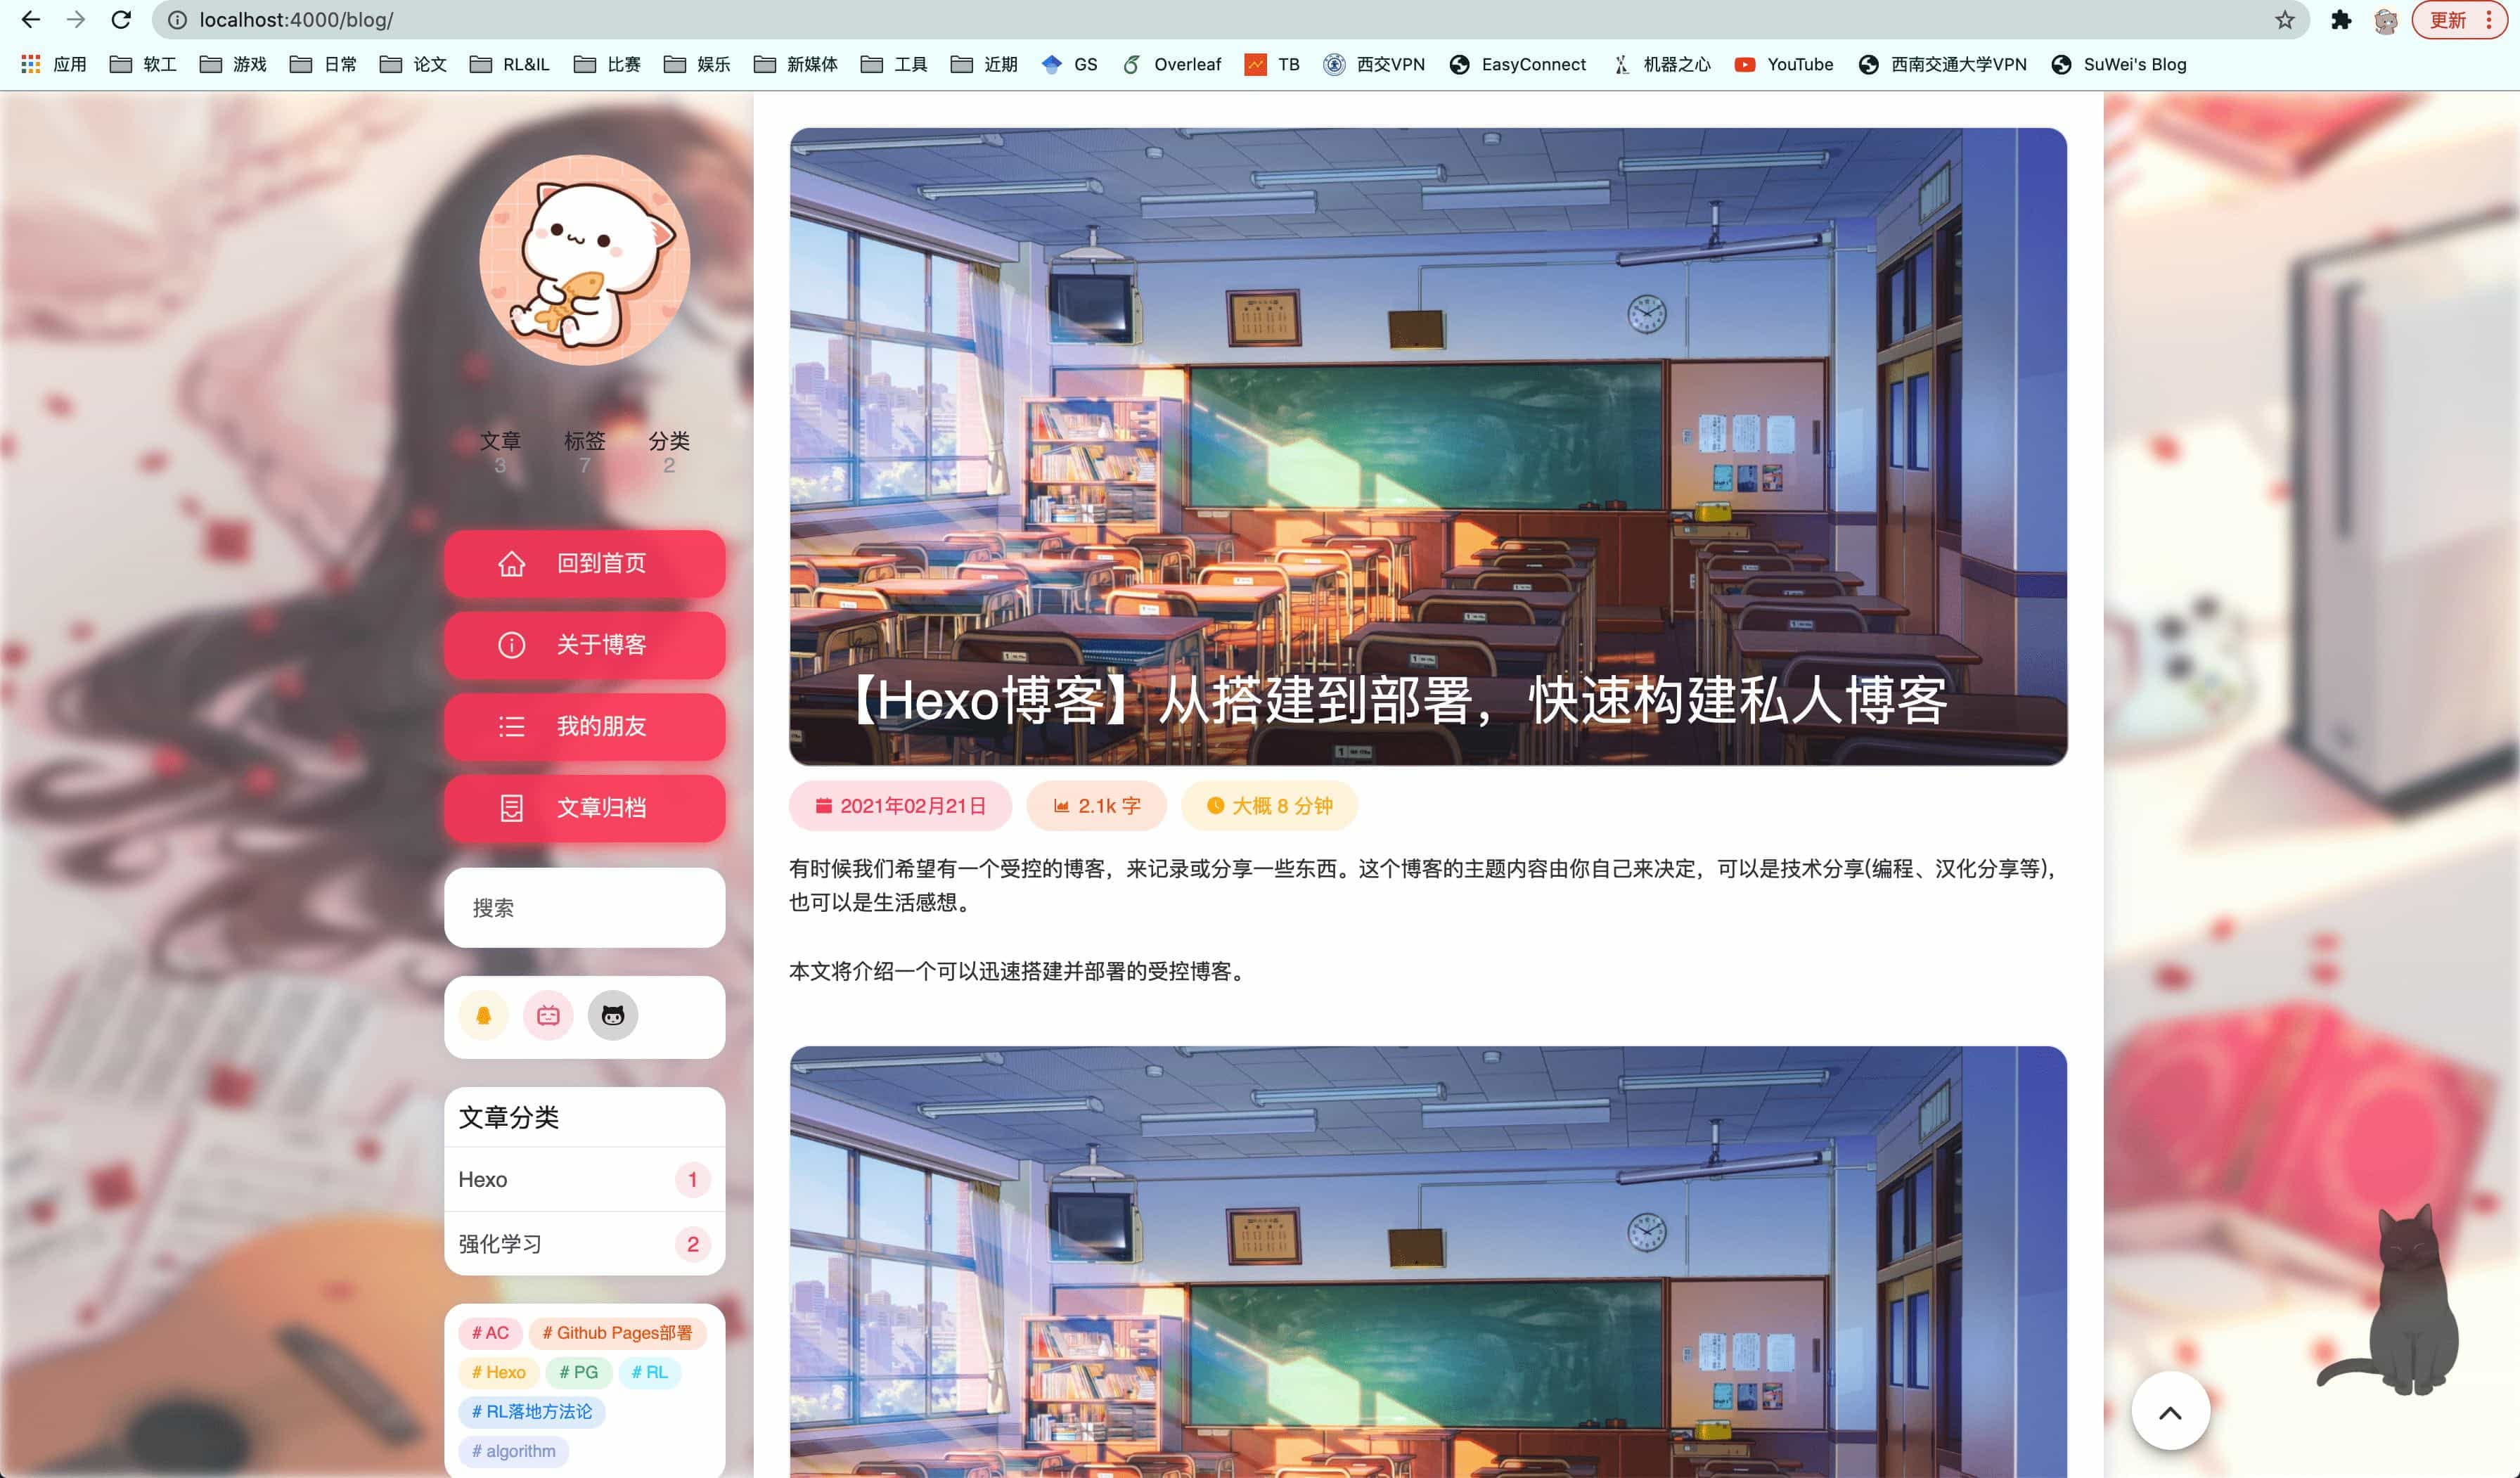 localhost:4000/blog/
更新
应用 软工 游戏 日常 论文 RL&IL 比赛 娱乐 新媒体 工具 近期 GS Overleaf TB 西交VPN EasyConnect 机器之心 YouTube 西南交通大学VPN SuWei's Blog
文章 标签 分类
3 7 2
回到首页
关于博客
我的朋友
文章归档
搜索
文章分类
Hexo 1
强化学习 2
# AC # Github Pages部署
# Hexo # PG # RL
# RL落地方法论
# algorithm
【Hexo博客】从搭建到部署，快速构建私人博客
2021年02月21日 2.1k 字 大概 8 分钟
有时候我们希望有一个受控的博客，来记录或分享一些东西。这个博客的主题内容由你自己来决定，可以是技术分享(编程、汉化分享等)，
也可以是生活感想。
本文将介绍一个可以迅速搭建并部署的受控博客。